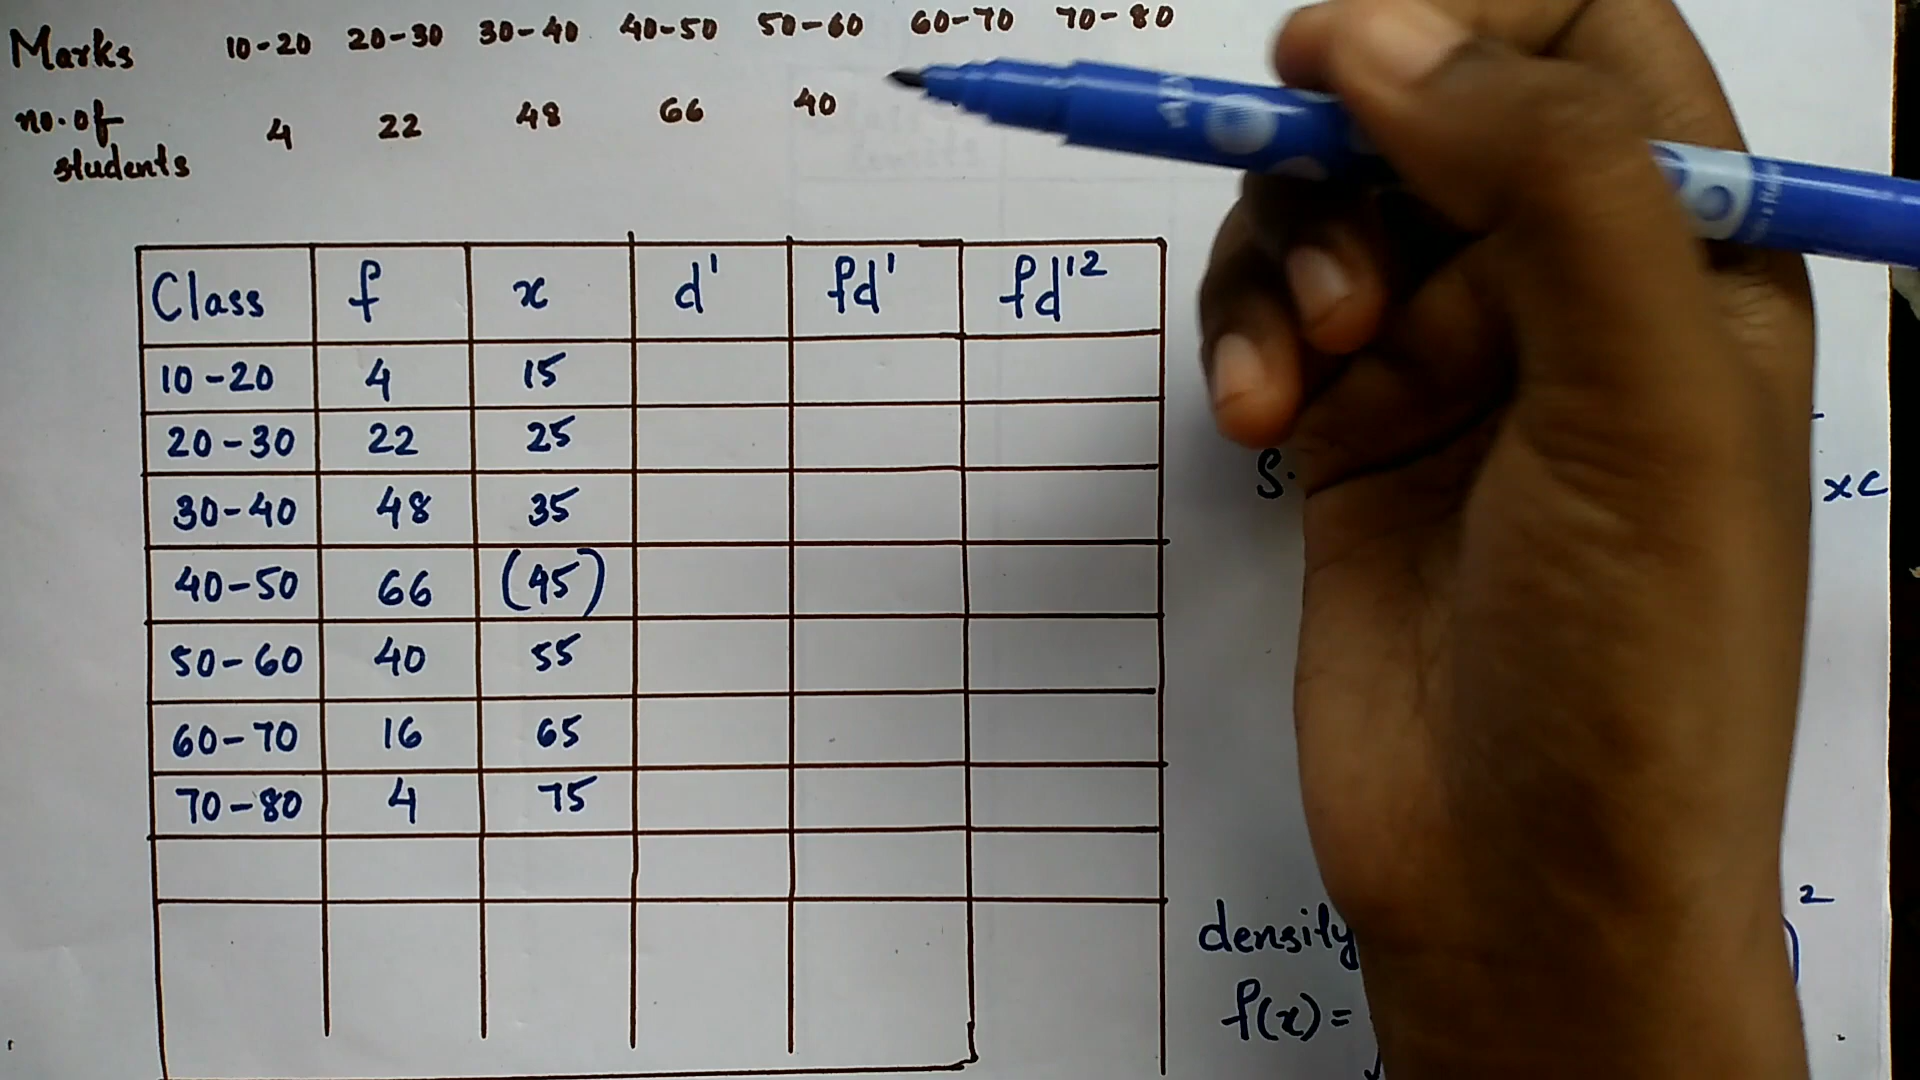 Marks 10-20 20-30 30-40 40-50 50-60 60-70 70-80
no. of students 4 22 48 66 40
Class f x d' fd' fd'²
10-20 4 15
20-30 22 25
30-40 48 35
40-50 66 (45)
50-60 40 55
60-70 16 65
70-80 4 75
S.
xc
density
2
f(x)=